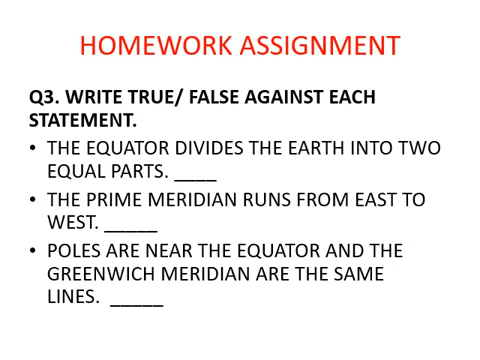 HOMEWORK ASSIGNMENT
Q3. WRITE TRUE/ FALSE AGAINST EACH
STATEMENT.
• THE EQUATOR DIVIDES THE EARTH INTO TWO
EQUAL PARTS. ____
• THE PRIME MERIDIAN RUNS FROM EAST TO
WEST. _____
• POLES ARE NEAR THE EQUATOR AND THE
GREENWICH MERIDIAN ARE THE SAME
LINES. _____